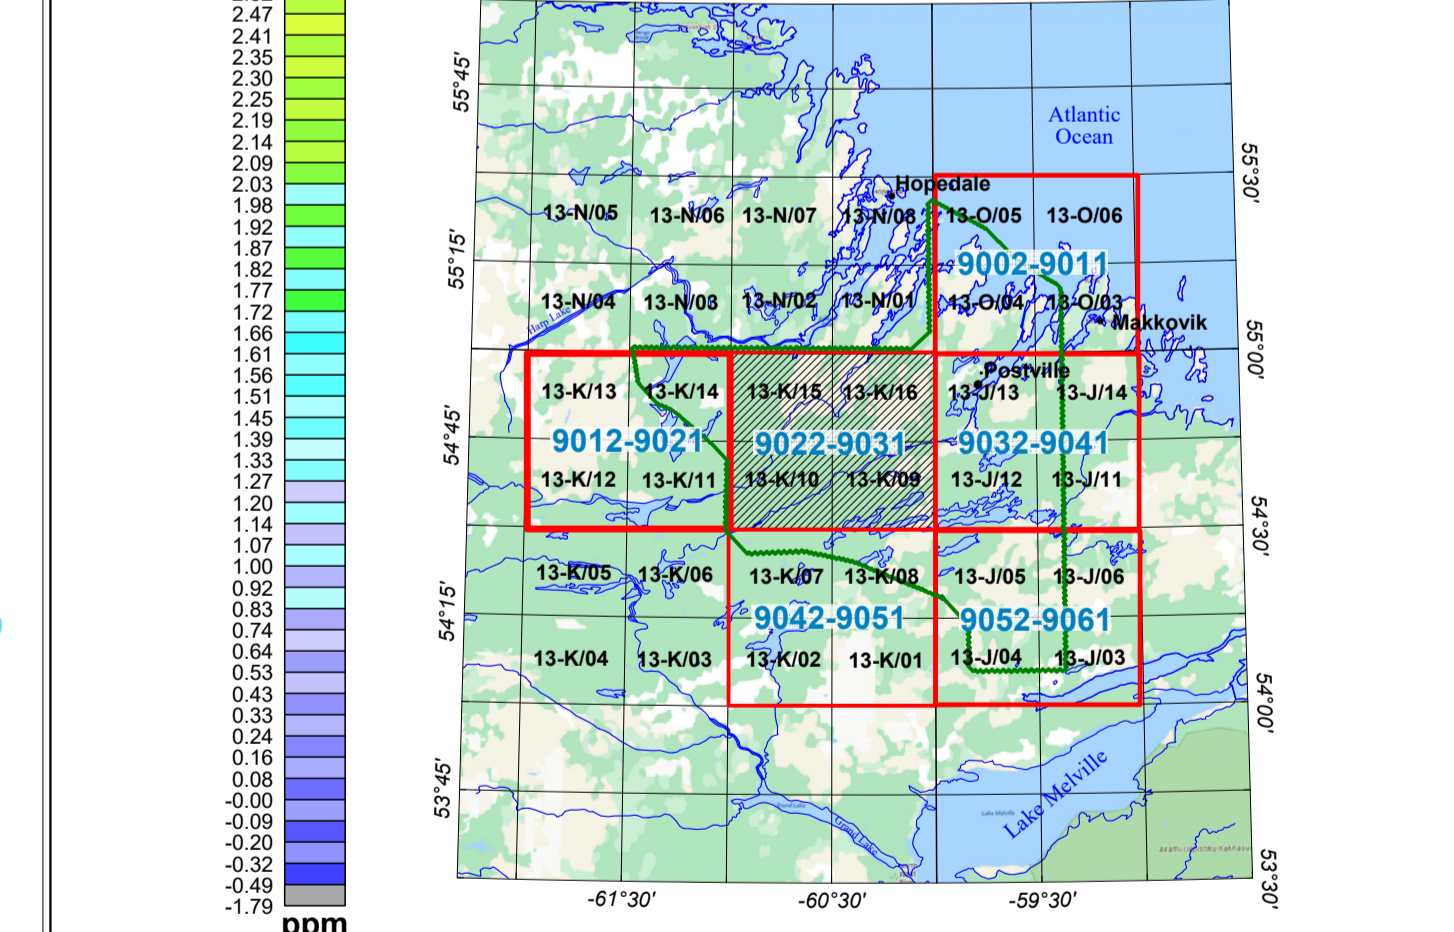 2.47
2.41
2.35
2.30
2.25
2.19
2.14
2.09
2.03
1.98
1.92
1.87
1.82
1.77
1.72
1.66
1.61
1.56
1.51
1.45
1.39
1.33
1.27
1.20
1.14
1.07
1.00
0.92
0.83
0.74
0.64
0.53
0.43
0.33
0.24
0.16
0.08
-0.00
-0.09
-0.20
-0.32
-0.49
-1.79
ppm
55°45'
55°15'
54°45'
54°15'
53°45'
Atlantic
Ocean
Hopedale
13-N/05 13-N/06 13-N/07 13-N/08 13-O/05 13-O/06
9002-9011
13-N/04 13-N/03 13-N/02 13-N/01 13-O/04 13-O/03
Harp Lake
Makkovik
Postville
13-K/13 13-K/14 13-K/15 13-K/16 13-J/13 13-J/14
9012-9021 9022-9031 9032-9041
13-K/12 13-K/11 13-K/10 13-K/09 13-J/12 13-J/11
13-K/05 13-K/06 13-K/07 13-K/08 13-J/05 13-J/06
9042-9051 9052-9061
13-K/04 13-K/03 13-K/02 13-K/01 13-J/04 13-J/03
Lake Melville
Grand Lake
Grand Lake
Lake Melville
55°30'
55°00'
54°30'
54°00'
53°30'
-61°30' -60°30' -59°30'